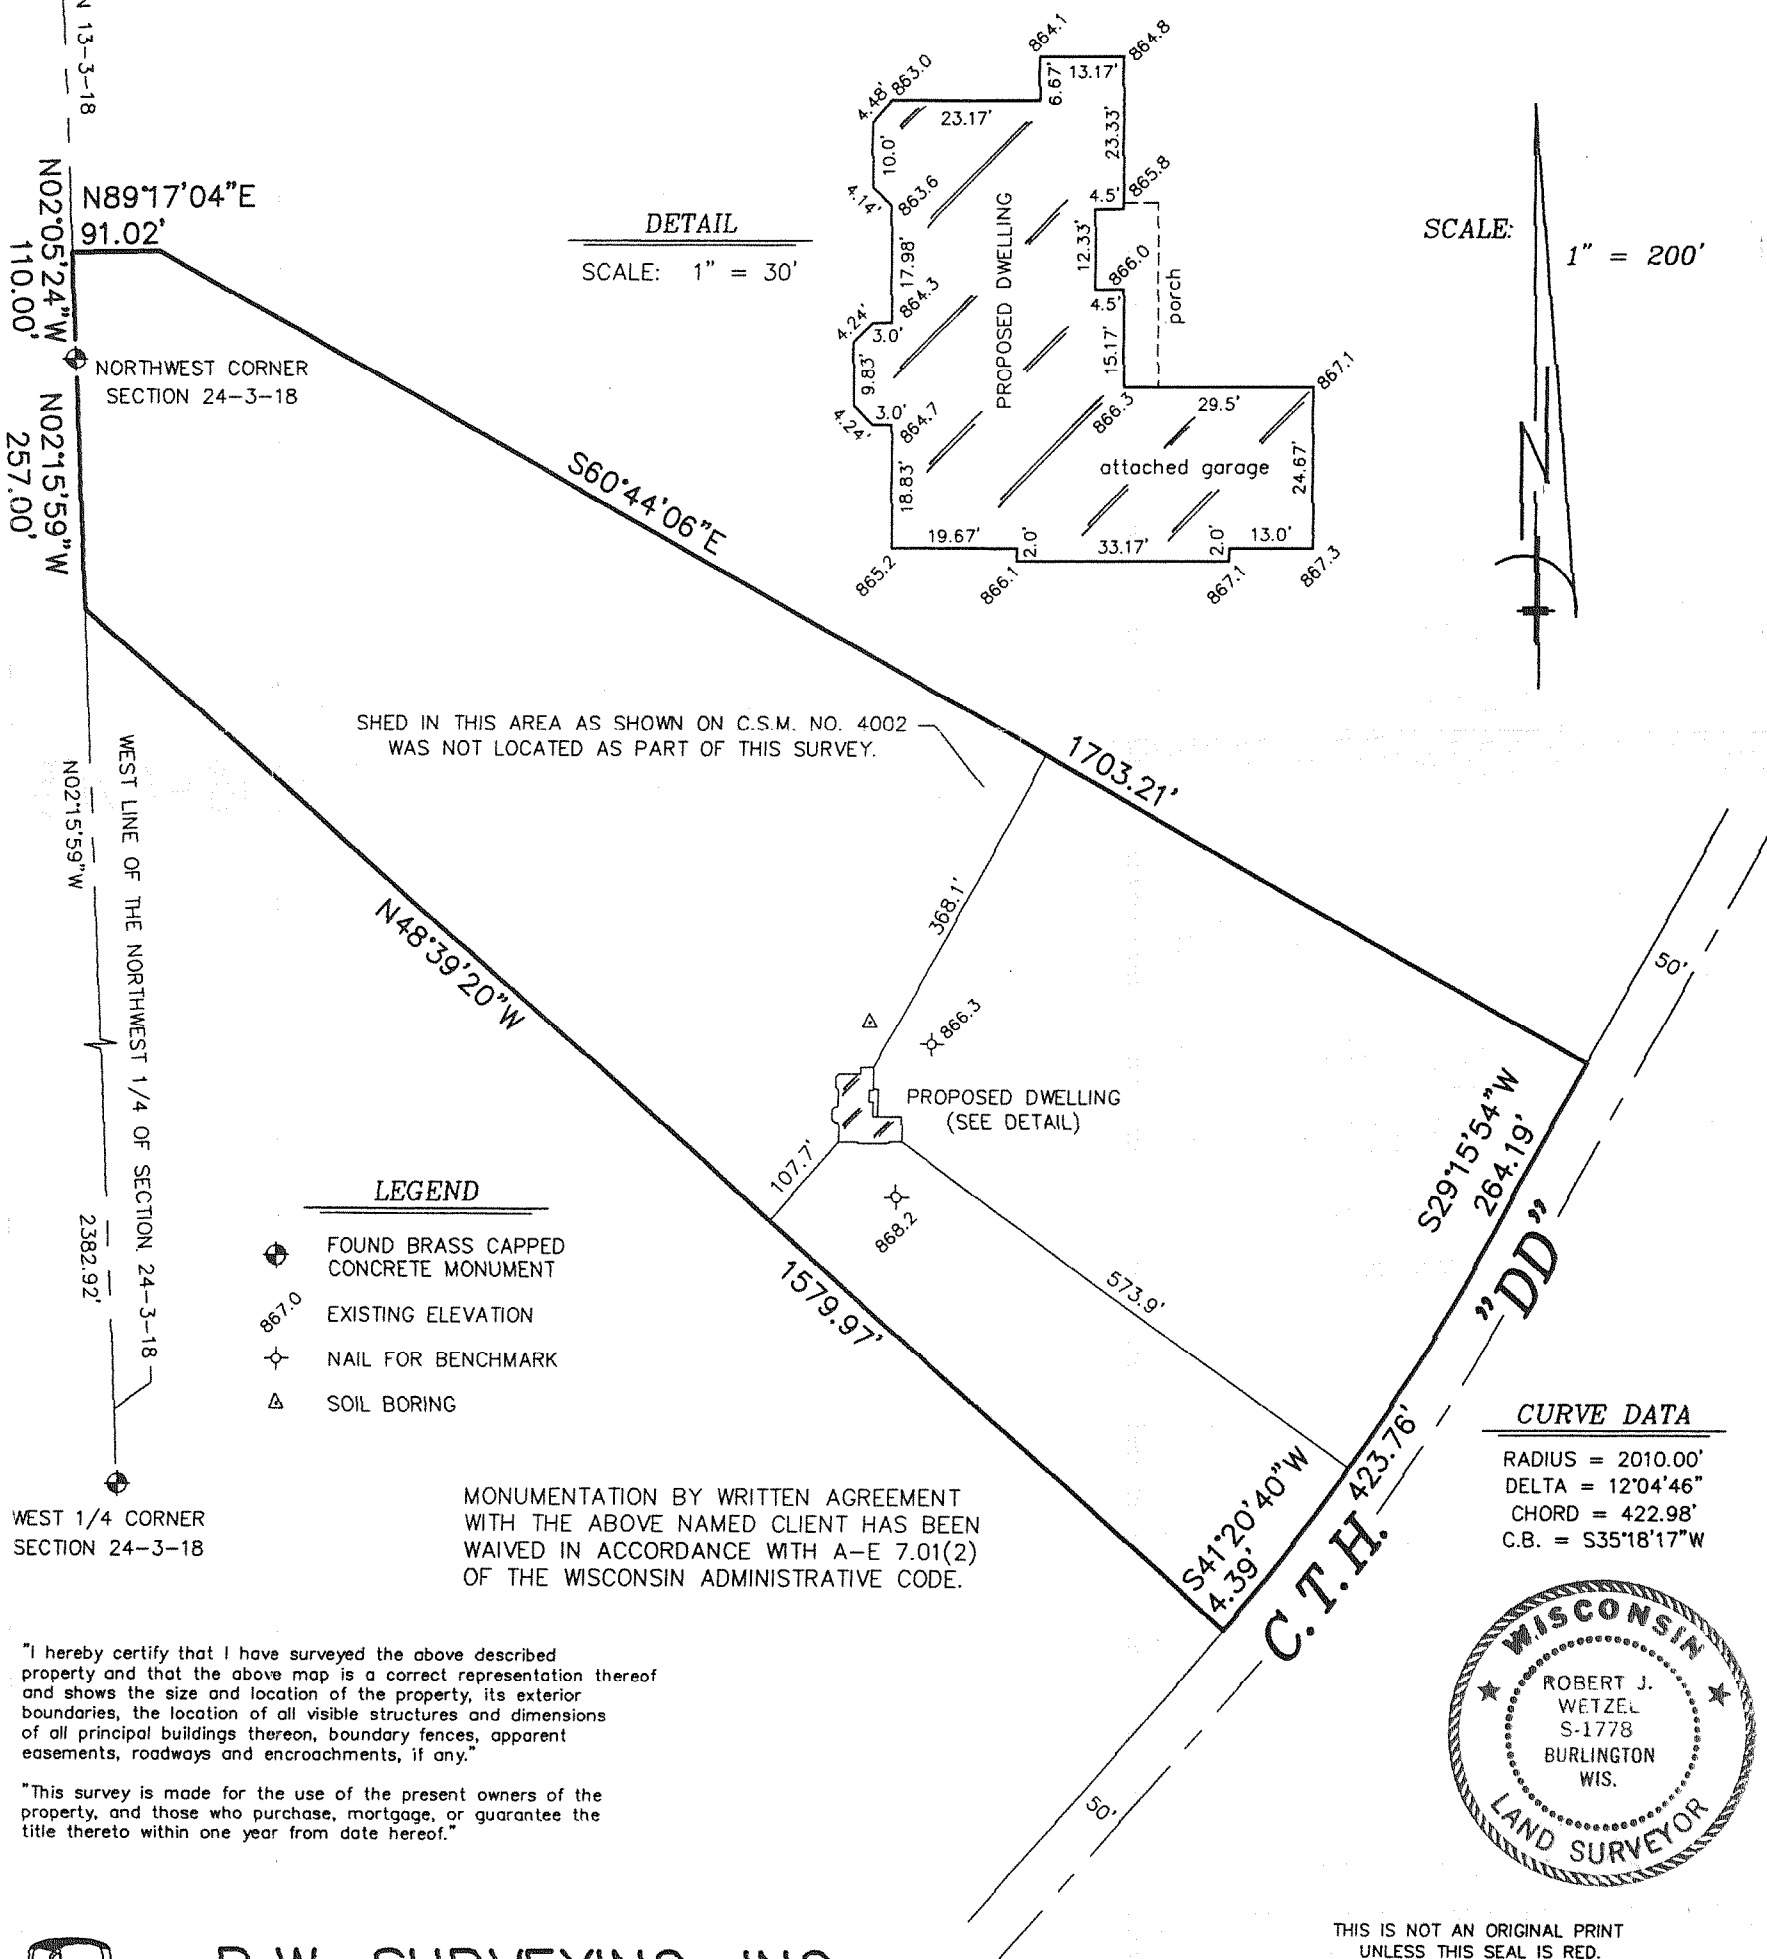 N 13-3-18
N02°05'24"W
110.00'
N89°17'04"E
91.02'
NORTHWEST CORNER
SECTION 24-3-18
N02°15'59"W
257.00'
DETAIL
SCALE: 1" = 30'
864.1
864.8
13.17'
6.67'
4.48'
863.0
23.17'
23.33'
10.0'
4.14'
863.6
4.5'
865.8
12.33'
866.0
4.5'
porch
PROPOSED DWELLING
17.98'
864.3
4.24'
3.0'
9.83'
3.0'
4.24'
864.7
15.17'
866.3
29.5'
867.1
attached garage
24.67'
18.83'
19.67'
2.0'
33.17'
2.0'
13.0'
865.2
866.1
867.1
867.3
SCALE:
1" = 200'
N
S60°44'06"E
1703.21'
SHED IN THIS AREA AS SHOWN ON C.S.M. NO. 4002
WAS NOT LOCATED AS PART OF THIS SURVEY.
WEST LINE OF THE NORTHWEST 1/4 OF SECTION 24-3-18
N02°15'59"W
2382.92'
N48°39'20"W
1579.97'
368.1'
866.3
PROPOSED DWELLING
(SEE DETAIL)
107.7'
868.2
573.9'
50'
S29°15'54"W
264.19'
C.T.H. "DD"
423.76'
S41°20'40"W
4.39'
50'
LEGEND
FOUND BRASS CAPPED
CONCRETE MONUMENT
867.0 EXISTING ELEVATION
NAIL FOR BENCHMARK
SOIL BORING
WEST 1/4 CORNER
SECTION 24-3-18
MONUMENTATION BY WRITTEN AGREEMENT
WITH THE ABOVE NAMED CLIENT HAS BEEN
WAIVED IN ACCORDANCE WITH A-E 7.01(2)
OF THE WISCONSIN ADMINISTRATIVE CODE.
CURVE DATA
RADIUS = 2010.00'
DELTA = 12°04'46"
CHORD = 422.98'
C.B. = S35°18'17"W
"I hereby certify that I have surveyed the above described
property and that the above map is a correct representation thereof
and shows the size and location of the property, its exterior
boundaries, the location of all visible structures and dimensions
of all principal buildings thereon, boundary fences, apparent
easements, roadways and encroachments, if any."
"This survey is made for the use of the present owners of the
property, and those who purchase, mortgage, or guarantee the
title thereto within one year from date hereof."
WISCONSIN
ROBERT J.
WETZEL
S-1778
BURLINGTON
WIS.
LAND SURVEYOR
THIS IS NOT AN ORIGINAL PRINT
UNLESS THIS SEAL IS RED.
SURVEYING, INC